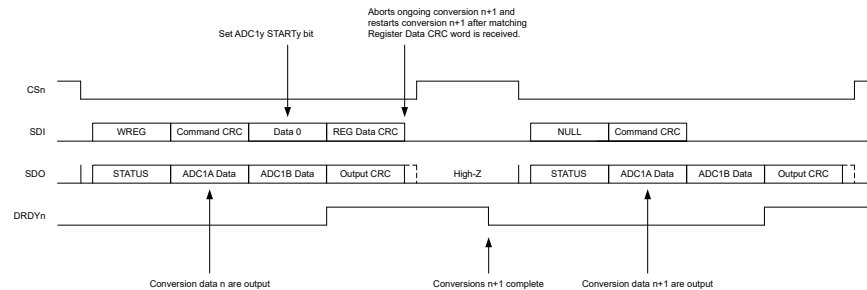 Aborts ongoing conversion n+1 and
restarts conversion n+1 after matching
Register Data CRC word is received.
Set ADC1y STARTy bit
CSn
SDI WREG Command CRC Data 0 REG Data CRC NULL Command CRC
SDO STATUS ADC1A Data ADC1B Data Output CRC High-Z STATUS ADC1A Data ADC1B Data Output CRC
DRDYn
Conversion data n are output Conversions n+1 complete Conversion data n+1 are output